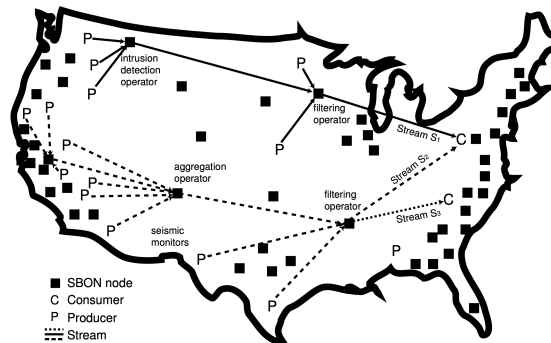 P
P
P
intrusion
detection
operator
P
filtering
operator
P
Stream S₁
C
P
P
P
P
P
P
P
aggregation
operator
Stream S₂
filtering
operator
C
Stream S₃
seismic
monitors
P
P
P
SBON node
C Consumer
P Producer
Stream